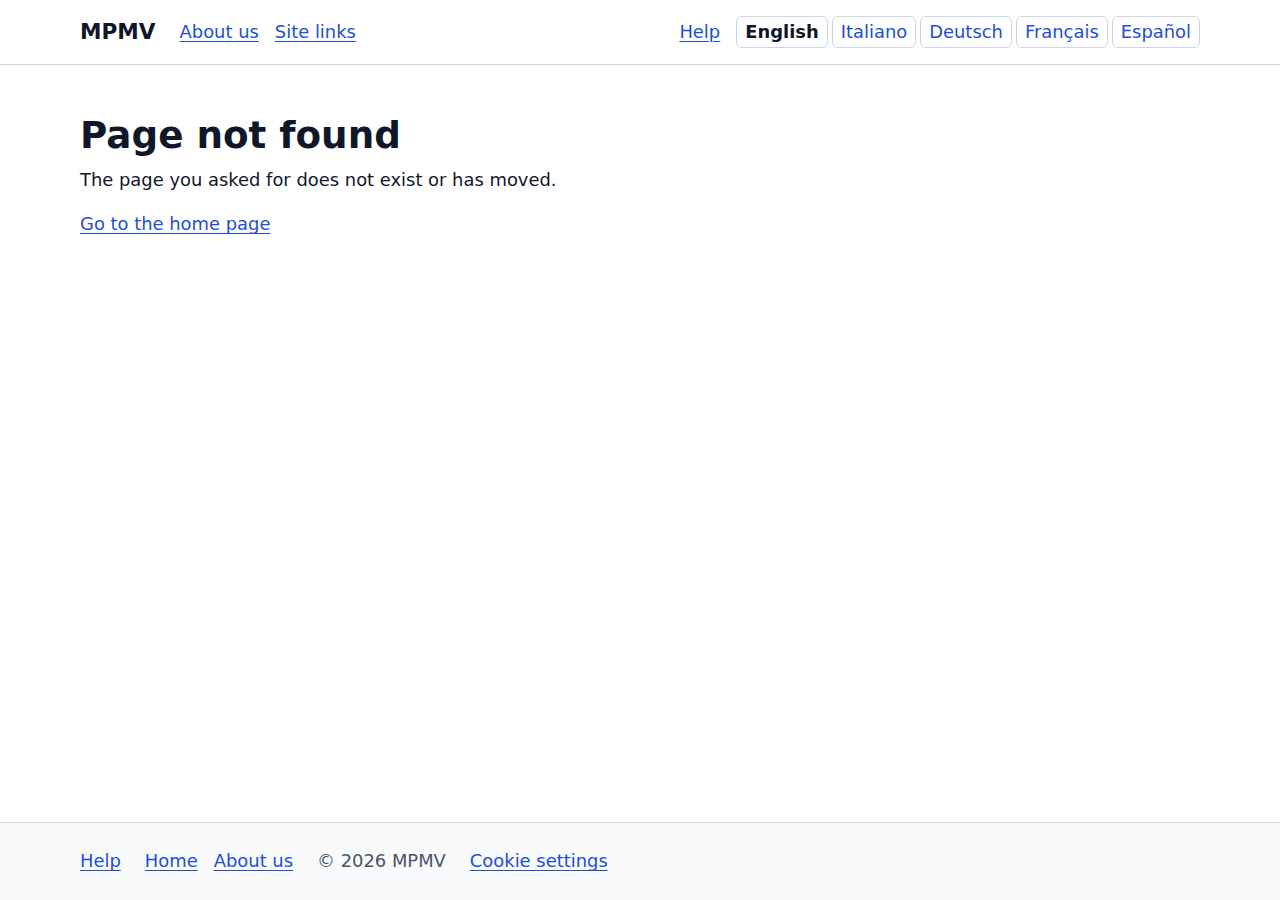 MPMV About us Site links Help English Italiano Deutsch Français Español
Page not found
The page you asked for does not exist or has moved.
Go to the home page
Help Home About us © 2026 MPMV Cookie settings